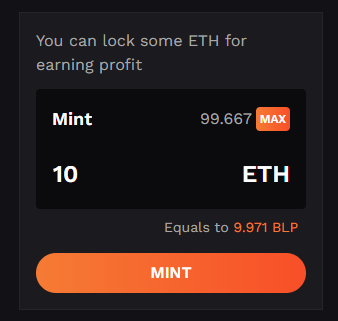 You can lock some ETH for
earning profit
Mint 99.667 MAX
10 ETH
Equals to 9.971 BLP
MINT